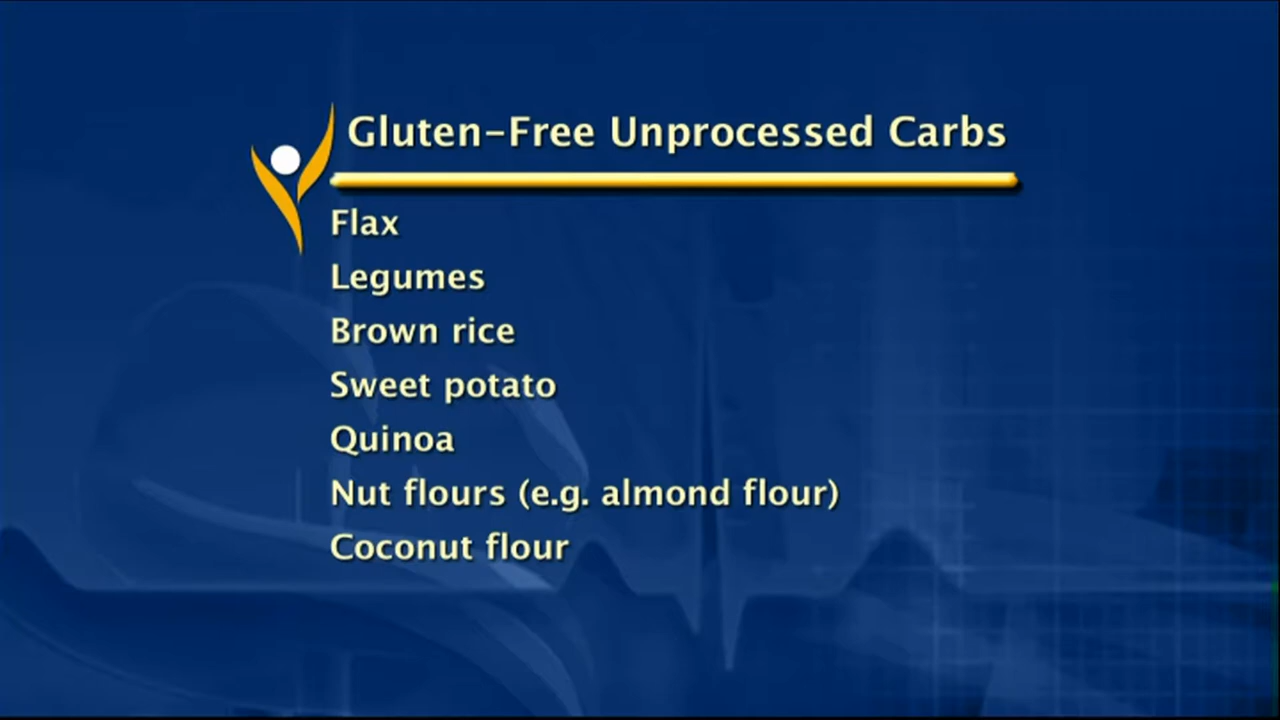 Gluten-Free Unprocessed Carbs
Flax
Legumes
Brown rice
Sweet potato
Quinoa
Nut flours (e.g. almond flour)
Coconut flour